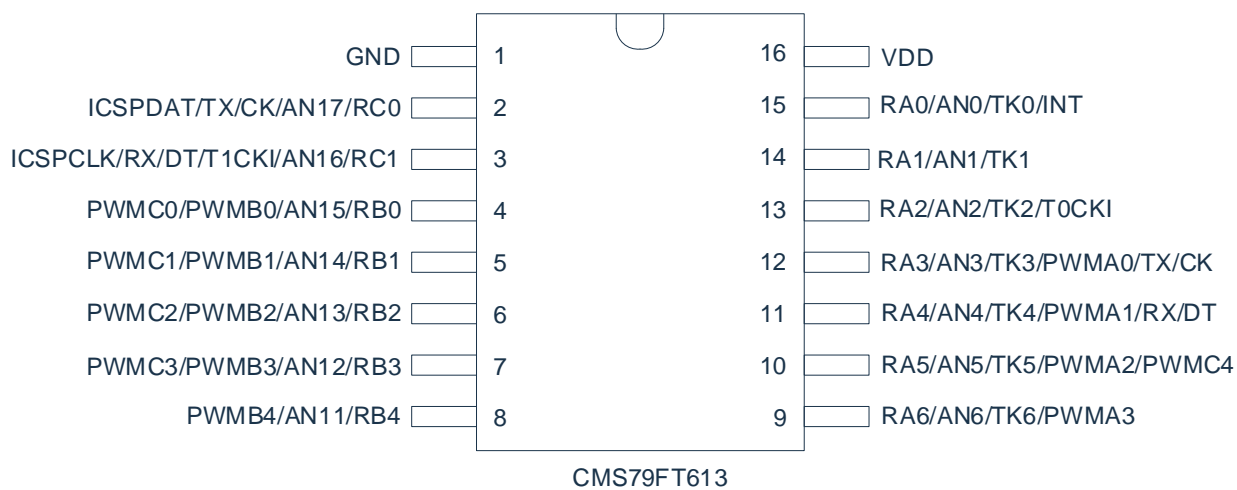 GND 1 16 VDD
ICSPDAT/TX/CK/AN17/RC0 2 15 RA0/AN0/TK0/INT
ICSPCLK/RX/DT/T1CKI/AN16/RC1 3 14 RA1/AN1/TK1
PWMC0/PWMB0/AN15/RB0 4 13 RA2/AN2/TK2/T0CKI
PWMC1/PWMB1/AN14/RB1 5 12 RA3/AN3/TK3/PWMA0/TX/CK
PWMC2/PWMB2/AN13/RB2 6 11 RA4/AN4/TK4/PWMA1/RX/DT
PWMC3/PWMB3/AN12/RB3 7 10 RA5/AN5/TK5/PWMA2/PWMC4
PWMB4/AN11/RB4 8 9 RA6/AN6/TK6/PWMA3
CMS79FT613